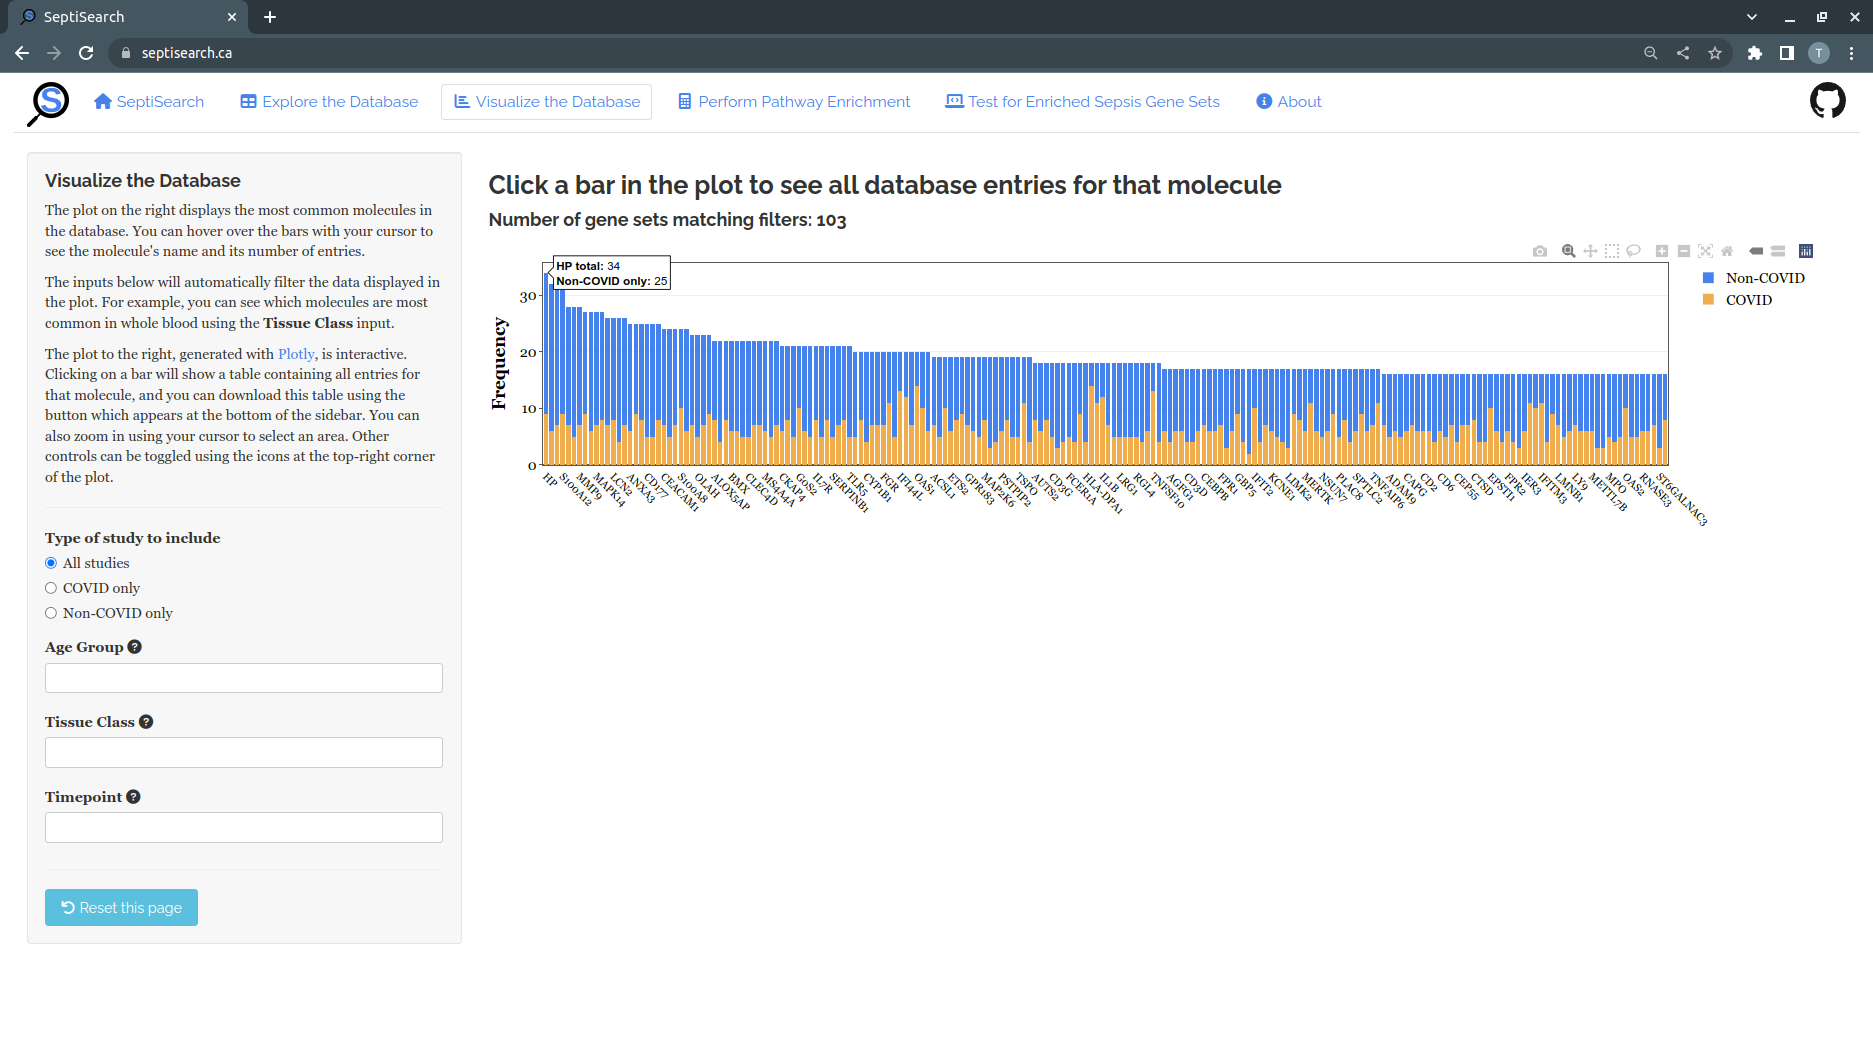 SeptiSearch
septisearch.ca
T
S
SeptiSearch
Explore the Database
Visualize the Database
Perform Pathway Enrichment
Test for Enriched Sepsis Gene Sets
About
Visualize the Database
The plot on the right displays the most common molecules in
the database. You can hover over the bars with your cursor to
see the molecule's name and its number of entries.
The inputs below will automatically filter the data displayed in
the plot. For example, you can see which molecules are most
common in whole blood using the Tissue Class input.
The plot to the right, generated with Plotly, is interactive.
Clicking on a bar will show a table containing all entries for
that molecule, and you can download this table using the
button which appears at the bottom of the sidebar. You can
also zoom in using your cursor to select an area. Other
controls can be toggled using the icons at the top-right corner
of the plot.
Type of study to include
All studies
COVID only
Non-COVID only
Age Group
Tissue Class
Timepoint
Reset this page
Click a bar in the plot to see all database entries for that molecule
Number of gene sets matching filters: 103
HP total: 34
Non-COVID only: 25
Non-COVID
COVID
Frequency
30
20
10
0
HP
S100A12
MMP9
MAPK14
LCN2
ANXA3
CD177
CEACAM1
S100A8
OLAH
ALOX5AP
BMX
CLEC4D
MS4A4A
CKAP4
G0S2
IL7R
SERPINB1
TLR5
CYP1B1
FGR
IFI44L
OAS1
ACSL1
ETS2
GPR183
MAP2K6
PSTPIP2
TSPO
AUTS2
CD3G
FCER1A
HLA-DPA1
IL1B
LRG1
RGL4
TNFSF10
AGFG1
CD3D
CEBPB
FPR1
GBP5
IFIT2
KCNE1
LIMK2
MERTK
NSUN7
PLAC8
SPTLC2
TNFAIP6
ADAM9
CAPG
CD2
CD6
CEP55
CTSD
EPSTI1
FPR2
IER3
IFITM3
LMNB1
LY9
METTL7B
MPO
OAS2
RNASE3
ST6GALNAC3